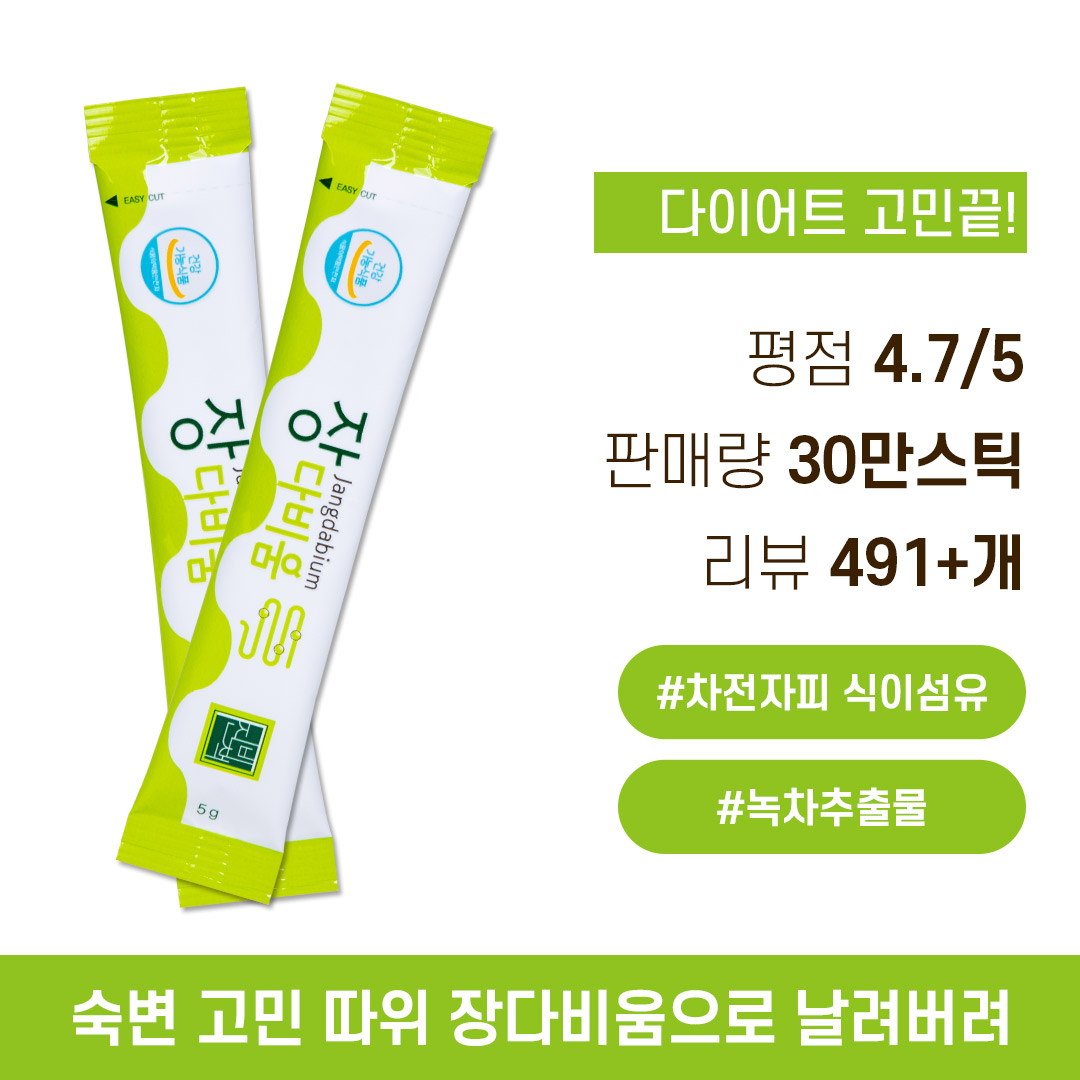 다이어트 고민끝!
평점 4.7/5
판매량 30만스틱
리뷰 491+개
#차전자피 식이섬유
#녹차추출물
EASY CUT
건강
기능식품
장
다비움
5g
EASY CUT
건강
기능식품
장
다비움
Jangdabium
진비
한첩
숙변 고민 따위 장다비움으로 날려버려